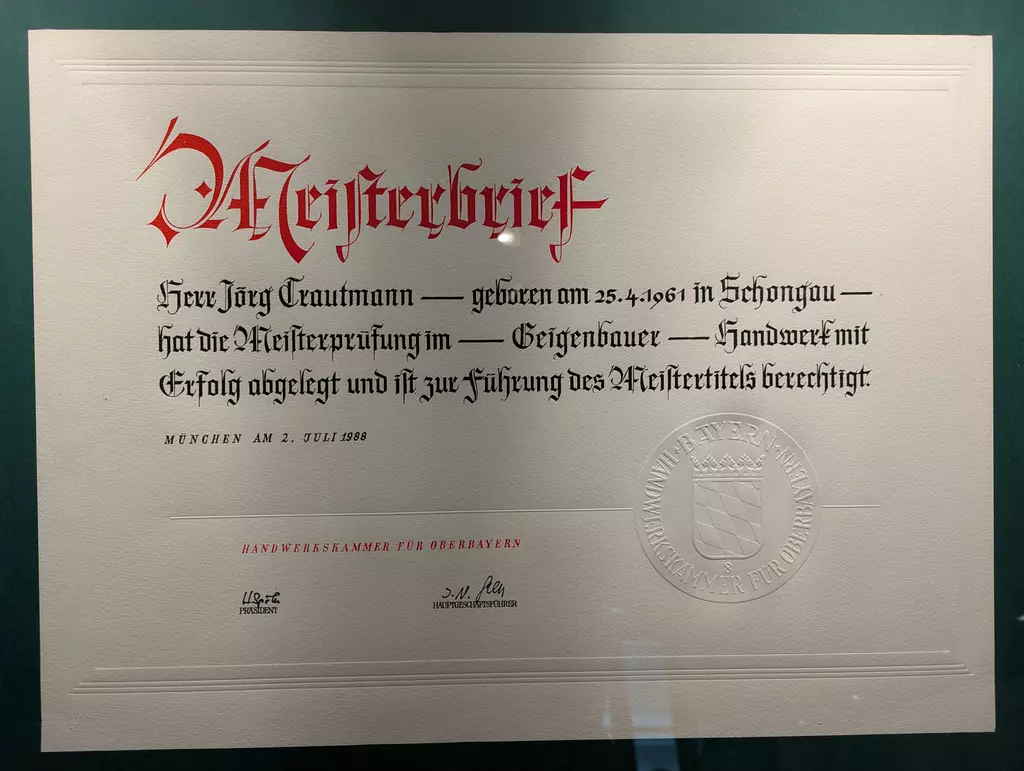 Meisterbrief
Herr Jörg Trautmann — geboren am 25.4.1961 in Schongau —
hat die Meisterprüfung im — Geigenbauer — Handwerk mit
Erfolg abgelegt und ist zur Führung des Meistertitels berechtigt.
MÜNCHEN AM 2. JULI 1988
BAYERN
HANDWERKSKAMMER FÜR OBERBAYERN
8
HANDWERKSKAMMER FÜR OBERBAYERN
PRÄSIDENT
HAUPTGESCHÄFTSFÜHRER